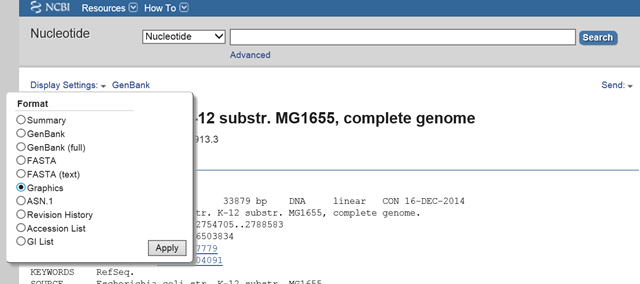 NCBI Resources How To
Nucleotide
Nucleotide
Search
Advanced
Display Settings: GenBank
Send:
Format
Summary
GenBank
GenBank (full)
FASTA
FASTA (text)
Graphics
ASN.1
Revision History
Accession List
GI List
Apply
-12 substr. MG1655, complete genome
913.3
33879 bp DNA linear CON 16-DEC-2014
str. K-12 substr. MG1655, complete genome.
2754705..2788583
6503834
7779
04091
KEYWORDS RefSeq.
SOURCE Escherichia coli str. K-12 substr. MG1655